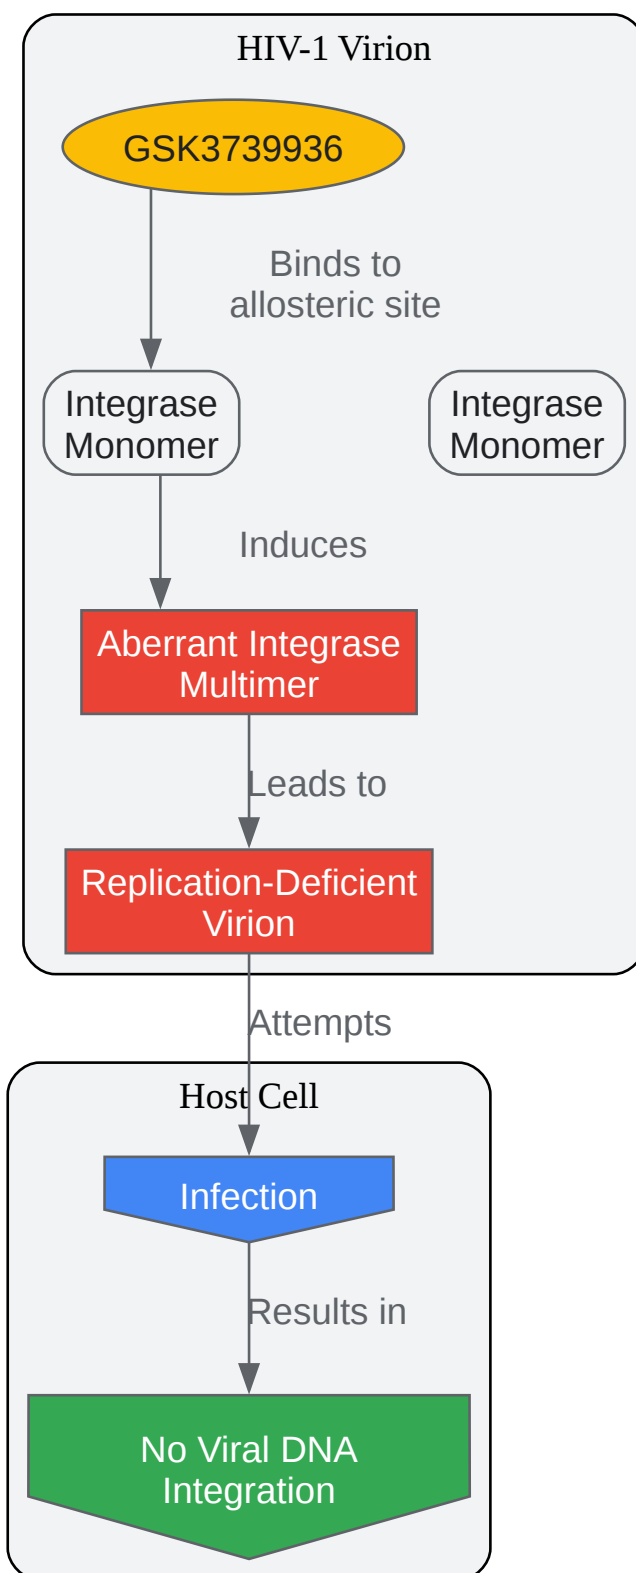 HIV-1 Virion
GSK3739936
Binds to
allosteric site
Integrase
Monomer
Integrase
Monomer
Induces
Aberrant Integrase
Multimer
Leads to
Replication-Deficient
Virion
Attempts
Host Cell
Infection
Results in
No Viral DNA
Integration